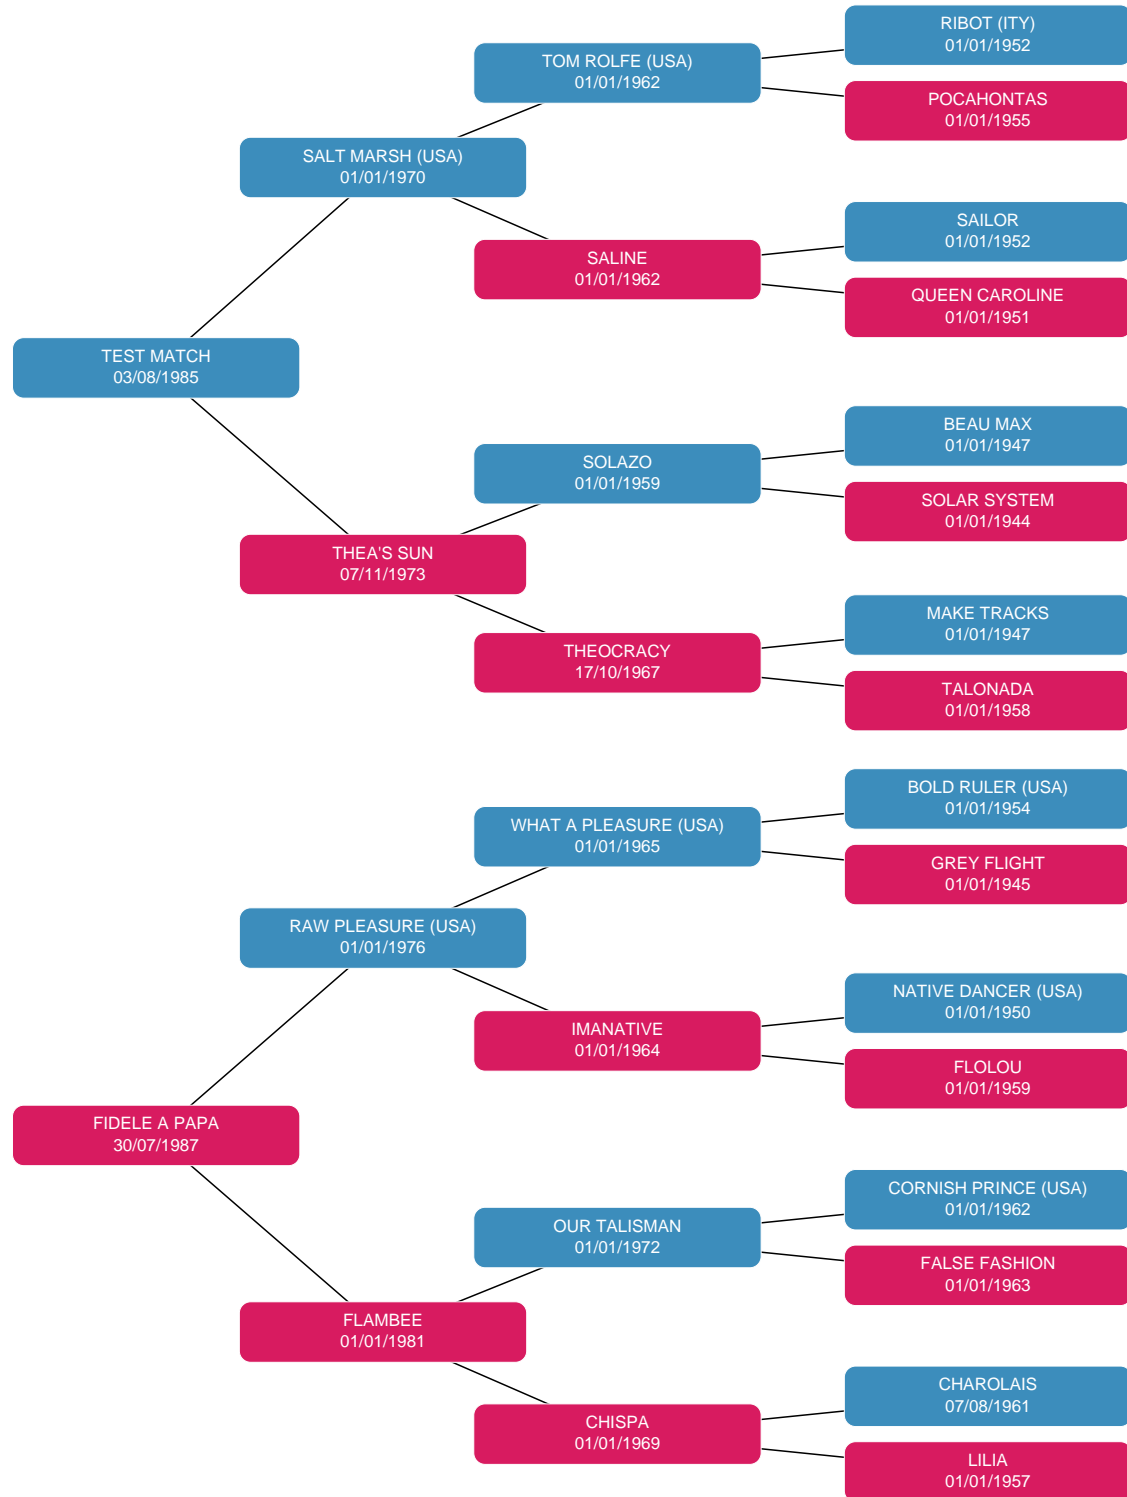 RIBOT (ITY)
01/01/1952
TOM ROLFE (USA)
01/01/1962
POCAHONTAS
01/01/1955
SALT MARSH (USA)
01/01/1970
SAILOR
01/01/1952
SALINE
01/01/1962
QUEEN CAROLINE
01/01/1951
TEST MATCH
03/08/1985
BEAU MAX
01/01/1947
SOLAZO
01/01/1959
SOLAR SYSTEM
01/01/1944
THEA'S SUN
07/11/1973
MAKE TRACKS
01/01/1947
THEOCRACY
17/10/1967
TALONADA
01/01/1958
BOLD RULER (USA)
01/01/1954
WHAT A PLEASURE (USA)
01/01/1965
GREY FLIGHT
01/01/1945
RAW PLEASURE (USA)
01/01/1976
NATIVE DANCER (USA)
01/01/1950
IMANATIVE
01/01/1964
FLOLOU
01/01/1959
FIDELE A PAPA
30/07/1987
CORNISH PRINCE (USA)
01/01/1962
OUR TALISMAN
01/01/1972
FALSE FASHION
01/01/1963
FLAMBEE
01/01/1981
CHAROLAIS
07/08/1961
CHISPA
01/01/1969
LILIA
01/01/1957